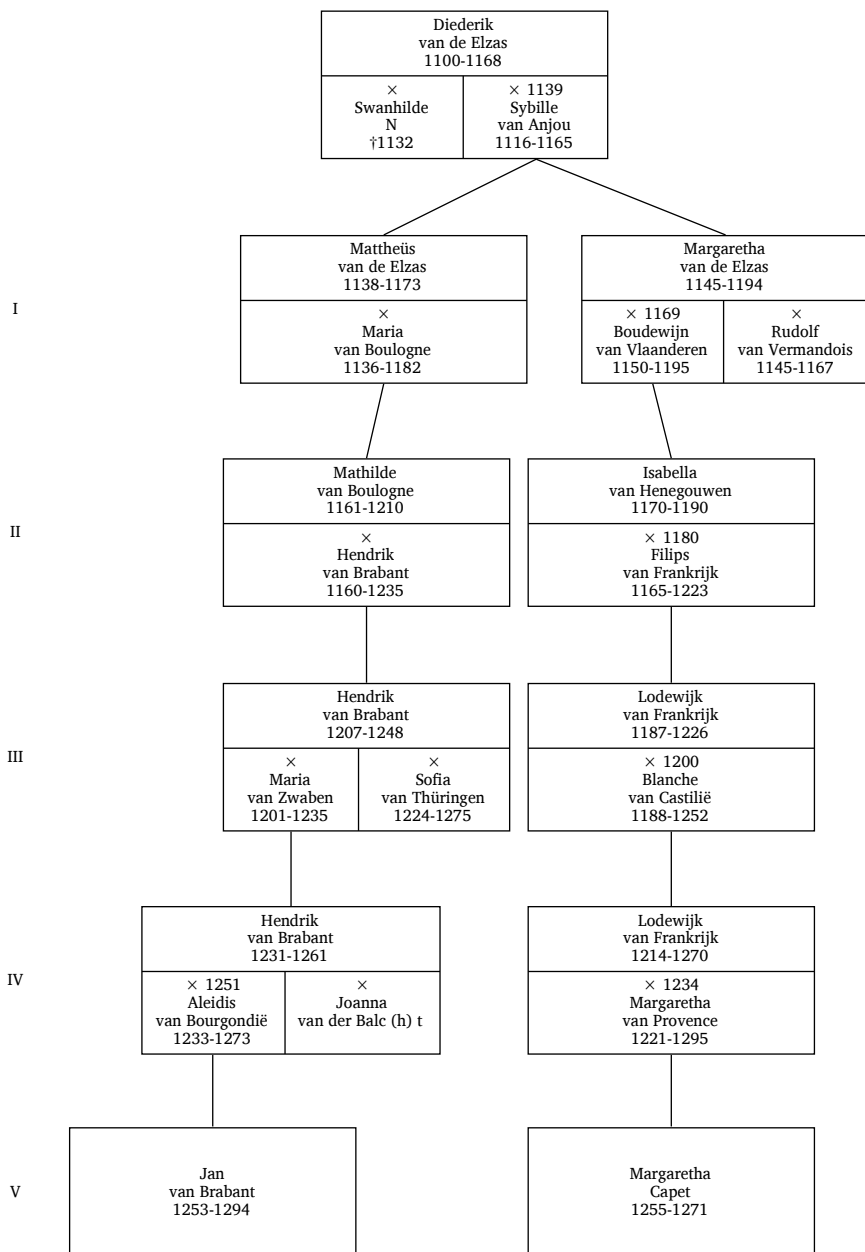 Diederik
van de Elzas
1100-1168
×
Swanhilde
N
†1132
× 1139
Sybille
van Anjou
1116-1165
I
Mattheüs
van de Elzas
1138-1173
×
Maria
van Boulogne
1136-1182
Margaretha
van de Elzas
1145-1194
× 1169
Boudewijn
van Vlaanderen
1150-1195
×
Rudolf
van Vermandois
1145-1167
II
Mathilde
van Boulogne
1161-1210
×
Hendrik
van Brabant
1160-1235
Isabella
van Henegouwen
1170-1190
× 1180
Filips
van Frankrijk
1165-1223
III
Hendrik
van Brabant
1207-1248
×
Maria
van Zwaben
1201-1235
×
Sofia
van Thüringen
1224-1275
Lodewijk
van Frankrijk
1187-1226
× 1200
Blanche
van Castilië
1188-1252
IV
Hendrik
van Brabant
1231-1261
× 1251
Aleidis
van Bourgondië
1233-1273
×
Joanna
van der Balc (h) t
Lodewijk
van Frankrijk
1214-1270
× 1234
Margaretha
van Provence
1221-1295
V
Jan
van Brabant
1253-1294
Margaretha
Capet
1255-1271